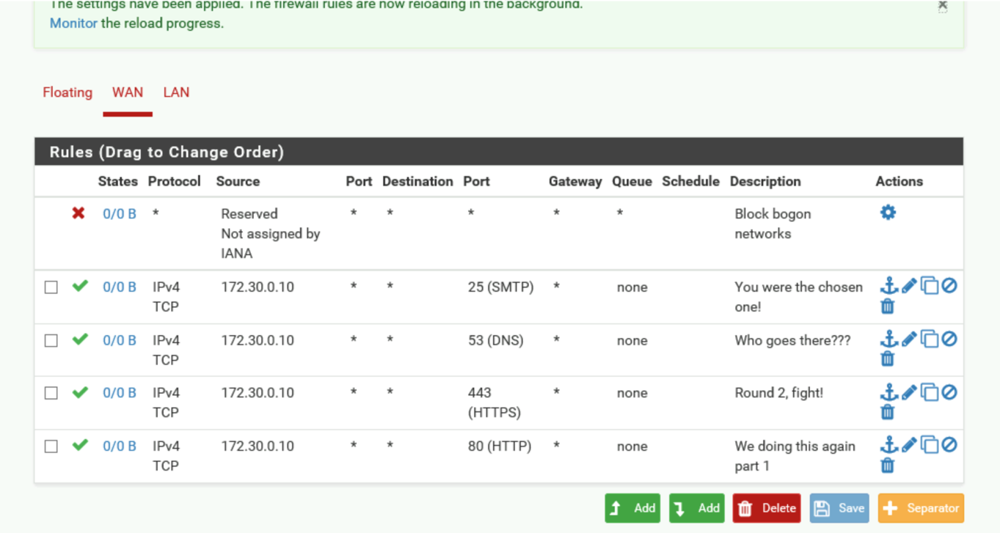 The settings have been applied. The firewall rules are now reloading in the background.
Monitor the reload progress.
Floating WAN LAN
Rules (Drag to Change Order)
States Protocol Source Port Destination Port Gateway Queue Schedule Description Actions
0/0 B * Reserved * * * * * Block bogon
Not assigned by networks
IANA
0/0 B IPv4 172.30.0.10 * * 25 (SMTP) * none You were the chosen
TCP one!
0/0 B IPv4 172.30.0.10 * * 53 (DNS) * none Who goes there???
TCP
0/0 B IPv4 172.30.0.10 * * 443 * none Round 2, fight!
TCP (HTTPS)
0/0 B IPv4 172.30.0.10 * * 80 (HTTP) * none We doing this again
TCP part 1
Add Add Delete Save Separator